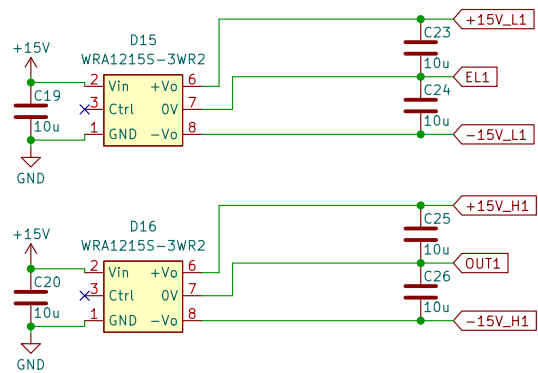 D15
WRA1215S-3WR2
+15V
2 Vin +Vo 6
3 Ctrl 0V 7
1 GND -Vo 8
C19
10u
GND
C23
10u
C24
10u
+15V_L1
EL1
-15V_L1
D16
WRA1215S-3WR2
+15V
2 Vin +Vo 6
3 Ctrl 0V 7
1 GND -Vo 8
C20
10u
GND
C25
10u
C26
10u
+15V_H1
OUT1
-15V_H1